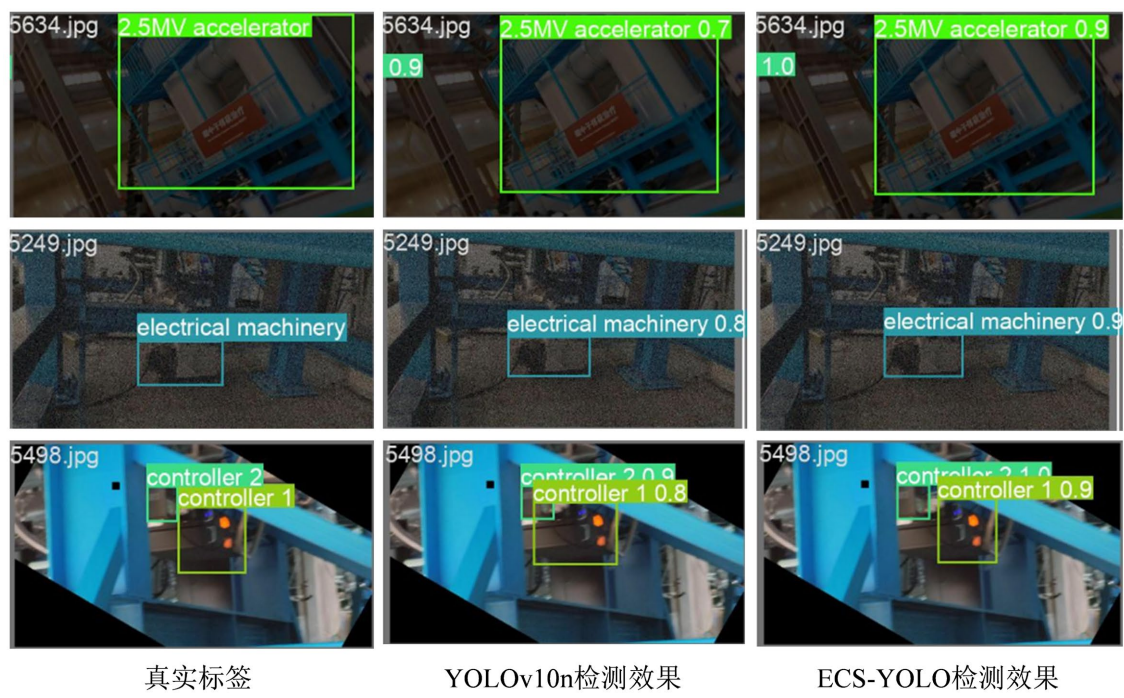 5634.jpg
2.5MV accelerator
5634.jpg
2.5MV accelerator 0.7
0.9
5634.jpg
2.5MV accelerator 0.9
1.0
5249.jpg
electrical machinery
5249.jpg
electrical machinery 0.8
5249.jpg
electrical machinery 0.9
5498.jpg
controller 2
controller 1
5498.jpg
controller 2 0.9
controller 1 0.8
5498.jpg
controller 2 1.0
controller 1 0.9
真实标签
YOLOv10n检测效果
ECS-YOLO检测效果